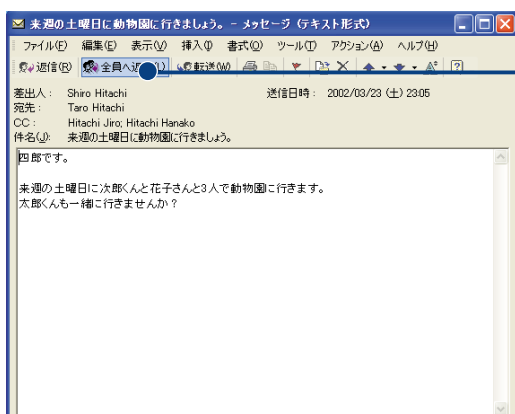 来週の土曜日に動物園に行きましょう。 - メッセージ (テキスト形式)
ファイル(F) 編集(E) 表示(V) 挿入(I) 書式(O) ツール(T) アクション(A) ヘルプ(H)
返信(R) 全員へ返 転送(W)
差出人: Shiro Hitachi 送信日時: 2002/03/23 (土) 23:05
宛先: Taro Hitachi
CC: Hitachi Jiro; Hitachi Hanako
件名(J): 来週の土曜日に動物園に行きましょう。
四郎です。
来週の土曜日に次郎くんと花子さんと3人で動物園に行きます。
太郎くんも一緒に行きませんか?